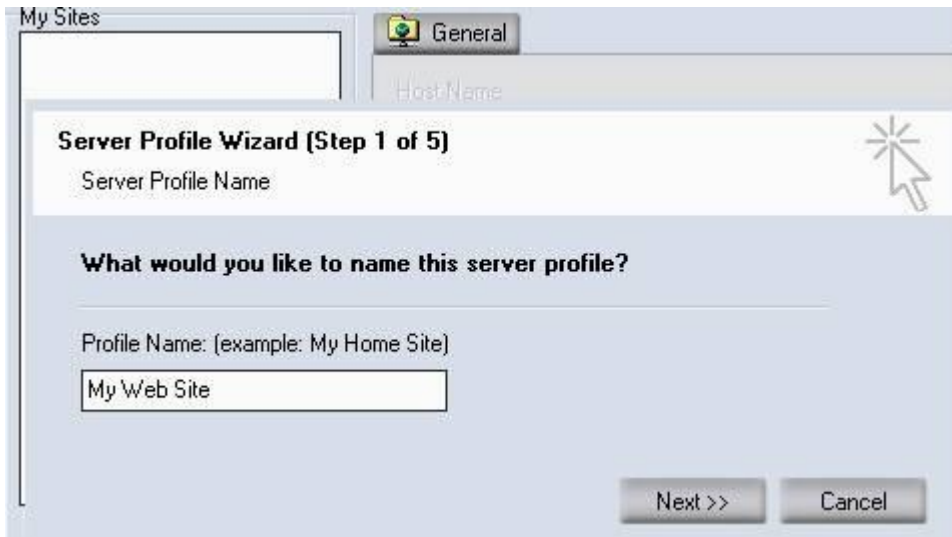 My Sites
General
Host Name
Server Profile Wizard (Step 1 of 5)
Server Profile Name
What would you like to name this server profile?
Profile Name: (example: My Home Site)
My Web Site
Next >> Cancel